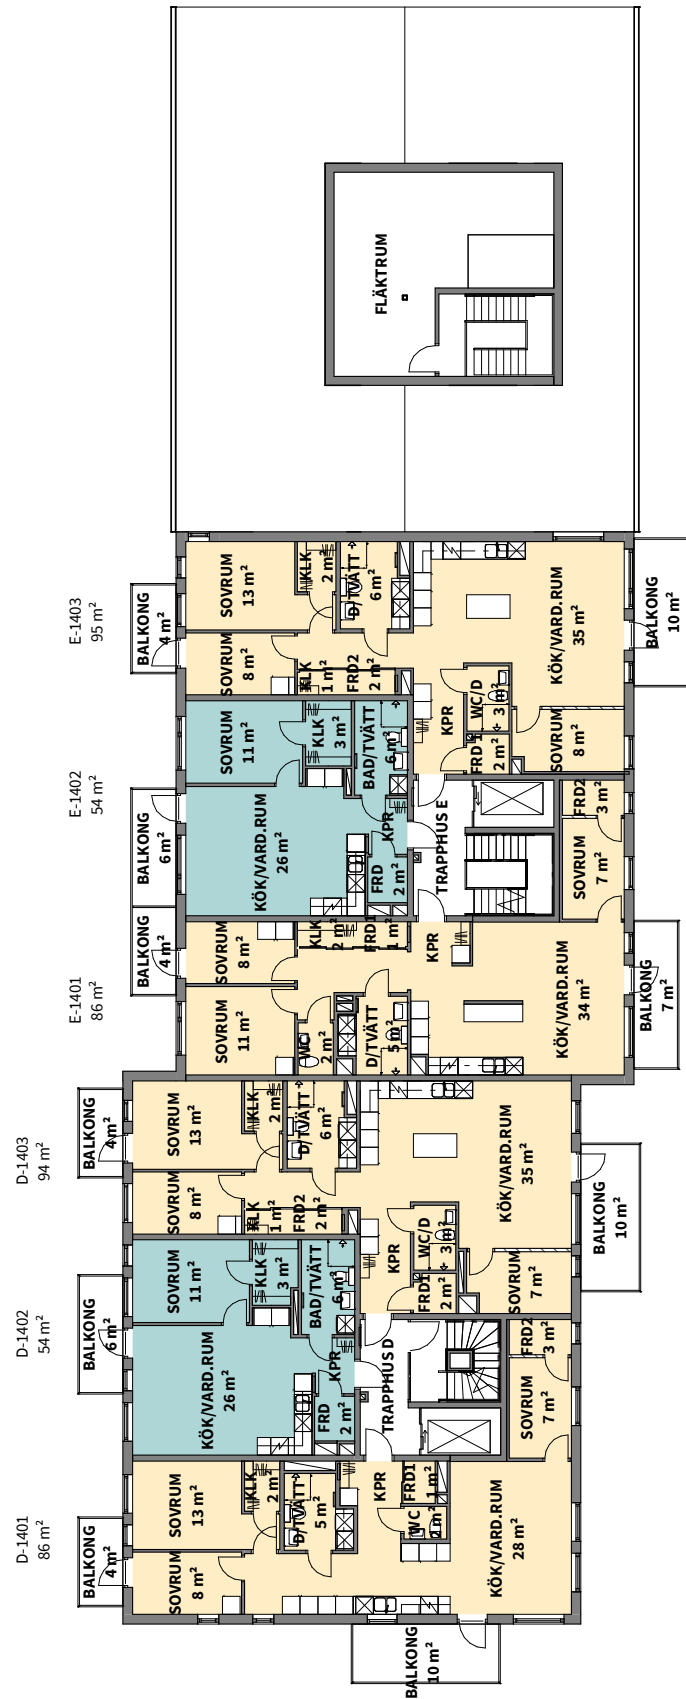 FLÄKTRUM
E-1403
95 m²
BALKONG
4 m²
SOVRUM
13 m²
KLK
2 m²
D/TVÄTT
6 m²
KÖK/VARD.RUM
35 m²
BALKONG
10 m²
SOVRUM
8 m²
KLK
1 m²
FRD2
2 m²
KPR
WC/D
3 m²
FRD1
2 m²
SOVRUM
8 m²
E-1402
54 m²
BALKONG
6 m²
SOVRUM
11 m²
KLK
3 m²
BAD/TVÄTT
6 m²
KÖK/VARD.RUM
26 m²
KPR
FRD
2 m²
TRAPPHUS E
FRD2
3 m²
SOVRUM
7 m²
E-1401
86 m²
BALKONG
4 m²
SOVRUM
8 m²
KLK
2 m²
FRD1
1 m²
KPR
SOVRUM
11 m²
WC
2 m²
D/TVÄTT
5 m²
KÖK/VARD.RUM
34 m²
BALKONG
7 m²
D-1403
94 m²
BALKONG
4 m²
SOVRUM
13 m²
KLK
2 m²
D/TVÄTT
6 m²
KÖK/VARD.RUM
35 m²
BALKONG
10 m²
SOVRUM
8 m²
KLK
1 m²
FRD2
2 m²
KPR
WC/D
3 m²
FRD1
2 m²
SOVRUM
7 m²
D-1402
54 m²
BALKONG
6 m²
SOVRUM
11 m²
KLK
3 m²
BAD/TVÄTT
6 m²
KÖK/VARD.RUM
26 m²
KPR
FRD
2 m²
TRAPPHUS D
FRD2
3 m²
SOVRUM
7 m²
D-1401
86 m²
BALKONG
4 m²
SOVRUM
13 m²
KLK
2 m²
D/TVÄTT
5 m²
KPR
FRD1
1 m²
WC
2 m²
SOVRUM
8 m²
KÖK/VARD.RUM
28 m²
BALKONG
10 m²